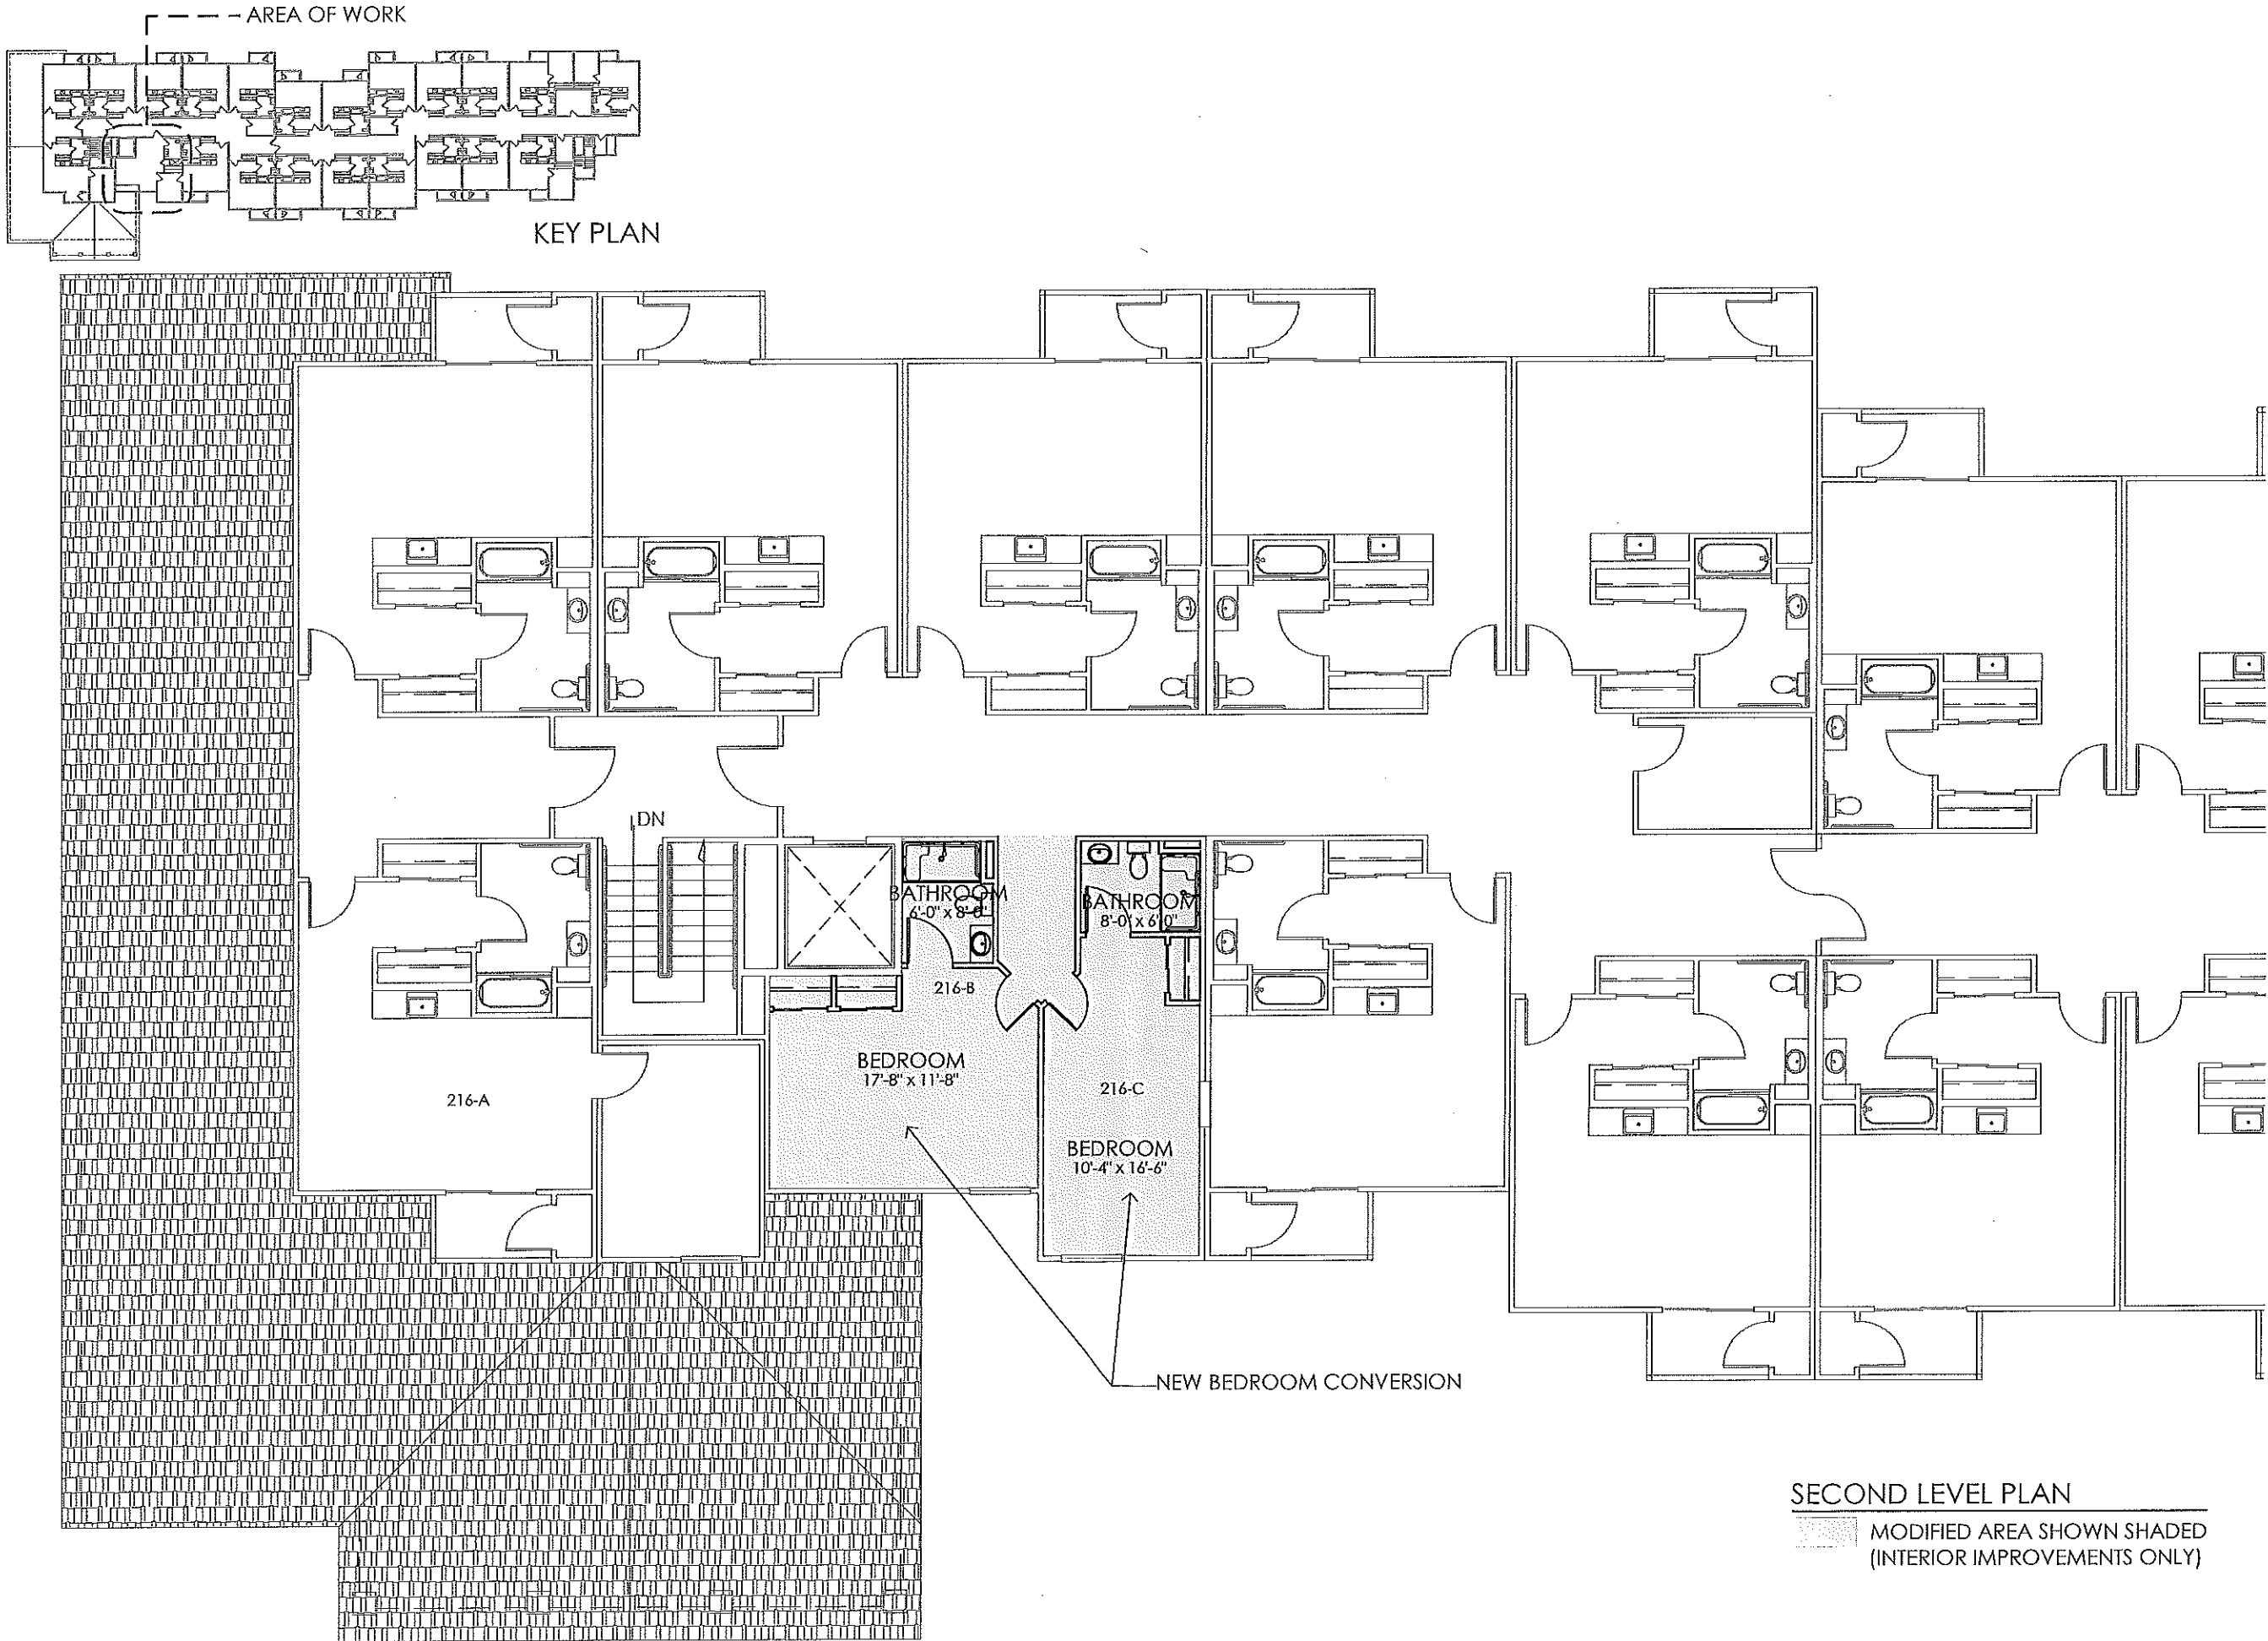 AREA OF WORK
KEY PLAN
DN
BATHROOM
6'-0" x 8'-0"
BATHROOM
8'-0" x 6'-0"
216-B
BEDROOM
17'-8" x 11'-8"
216-C
216-A
BEDROOM
10'-4" x 16'-6"
NEW BEDROOM CONVERSION
SECOND LEVEL PLAN
MODIFIED AREA SHOWN SHADED
(INTERIOR IMPROVEMENTS ONLY)